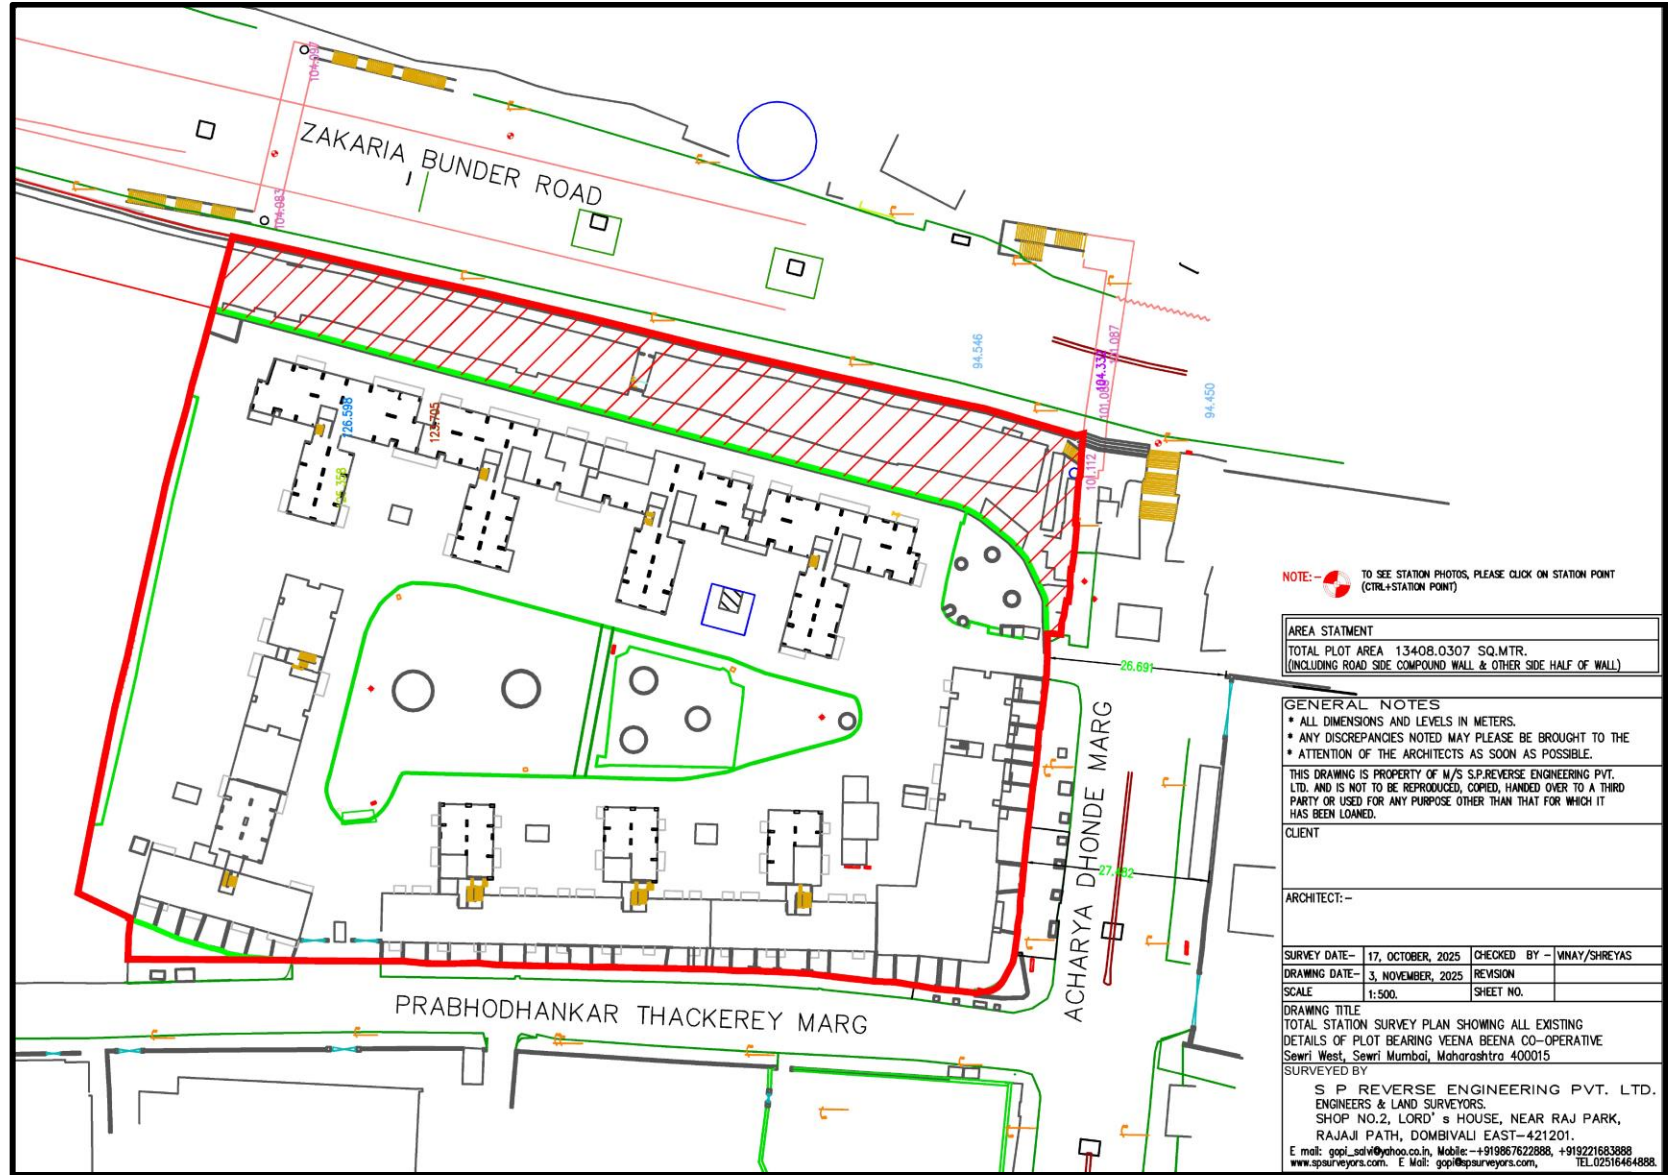 ZAKARIA BUNDER ROAD
104.097
104.083
94.546
101.087
104.334
94.450
101.112
126.598
26.691
ACHARYA DHONDE MARG
27.482
PRABHODHANKAR THACKEREY MARG
NOTE:-
TO SEE STATION PHOTOS, PLEASE CLICK ON STATION POINT
(CTRL+STATION POINT)
AREA STATMENT
TOTAL PLOT AREA 13408.0307 SQ.MTR.
(INCLUDING ROAD SIDE COMPOUND WALL & OTHER SIDE HALF OF WALL)
GENERAL NOTES
* ALL DIMENSIONS AND LEVELS IN METERS.
* ANY DISCREPANCIES NOTED MAY PLEASE BE BROUGHT TO THE
* ATTENTION OF THE ARCHITECTS AS SOON AS POSSIBLE.
THIS DRAWING IS PROPERTY OF M/S S.P.REVERSE ENGINEERING PVT.
LTD. AND IS NOT TO BE REPRODUCED, COPIED, HANDED OVER TO A THIRD
PARTY OR USED FOR ANY PURPOSE OTHER THAN THAT FOR WHICH IT
HAS BEEN LOANED.
CLIENT
ARCHITECT:-
SURVEY DATE- 17, OCTOBER, 2025 CHECKED BY - VINAY/SHREYAS
DRAWING DATE- 3, NOVEMBER, 2025 REVISION
SCALE 1:500. SHEET NO.
DRAWING TITLE
TOTAL STATION SURVEY PLAN SHOWING ALL EXISTING
DETAILS OF PLOT BEARING VEENA BEENA CO-OPERATIVE
Sewri West, Sewri Mumbai, Maharashtra 400015
SURVEYED BY
S P REVERSE ENGINEERING PVT. LTD.
ENGINEERS & LAND SURVEYORS.
SHOP NO.2, LORD' s HOUSE, NEAR RAJ PARK,
RAJAJI PATH, DOMBIVALI EAST-421201.
E mail: gopi_salvi@yahoo.co.in, Mobile:-+919867622888, +919221683888
www.spsurveyors.com. E Mail: gopi@spsurveyors.com, TEL.02516464888.